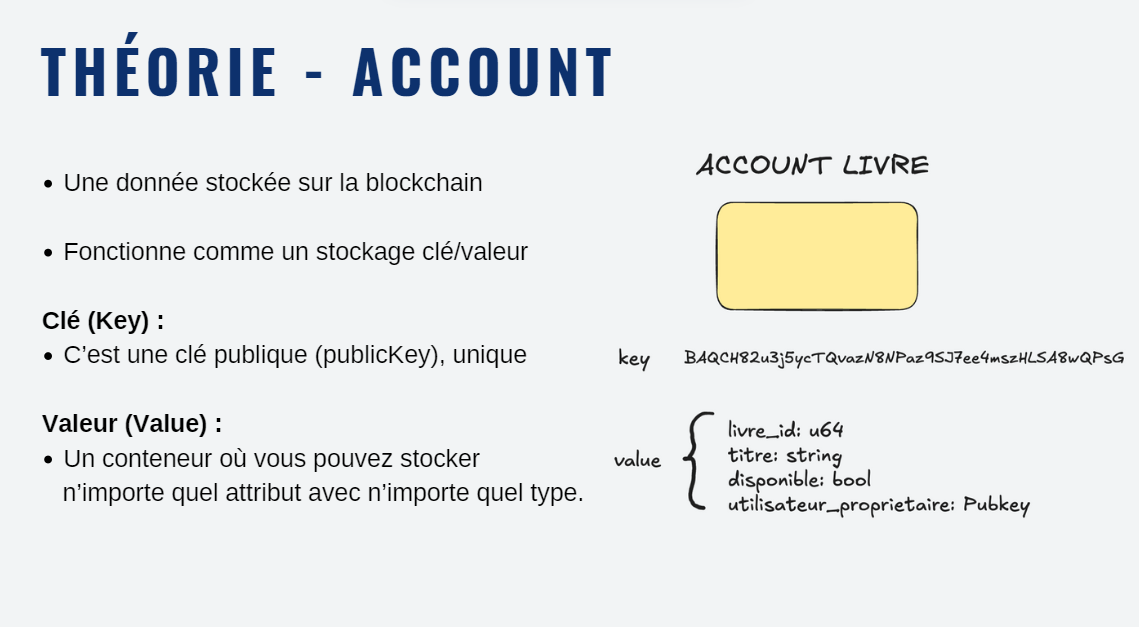 THÉORIE - ACCOUNT
• Une donnée stockée sur la blockchain
• Fonctionne comme un stockage clé/valeur
Clé (Key) :
• C’est une clé publique (publicKey), unique
Valeur (Value) :
• Un conteneur où vous pouvez stocker
n’importe quel attribut avec n’importe quel type.
ACCOUNT LIVRE
key BAQCH82u3j5ycTQvazN8NPaz9SJ7ee4mszHLSA8wQPsG
value
livre_id: u64
titre: string
disponible: bool
utilisateur_proprietaire: Pubkey